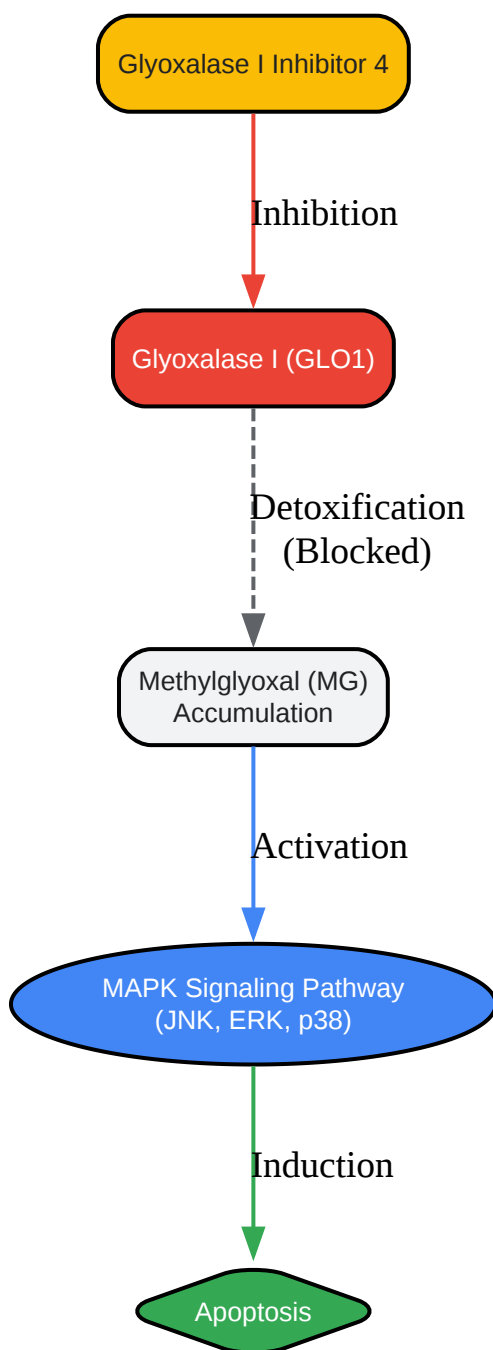 Glyoxalase I Inhibitor 4
Inhibition
Glyoxalase I (GLO1)
Detoxification
(Blocked)
Methylglyoxal (MG)
Accumulation
Activation
MAPK Signaling Pathway
(JNK, ERK, p38)
Induction
Apoptosis